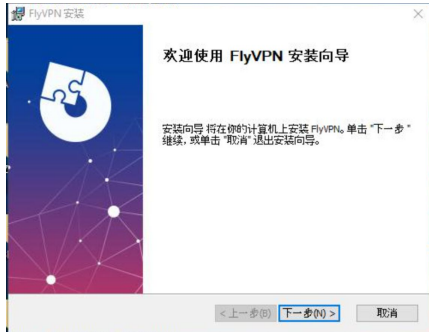 FlyVPN 安装
欢迎使用 FlyVPN 安装向导
安装向导 将在你的计算机上安装 FlyVPN。单击 "下一步 "
继续，或单击 "取消" 退出安装向导。
< 上一步(B) 下一步(N) > 取消